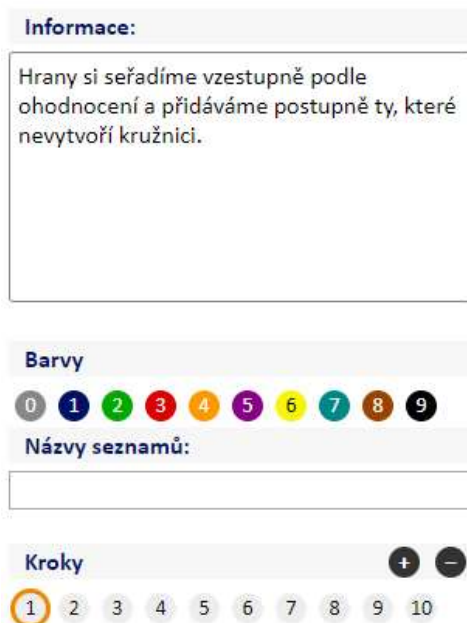 Informace:
Hrany si seřadíme vzestupně podle
ohodnocení a přidáváme postupně ty, které
nevytvoří kružnici.
Barvy
0 1 2 3 4 5 6 7 8 9
Názvy seznamů:
Kroky + −
1 2 3 4 5 6 7 8 9 10